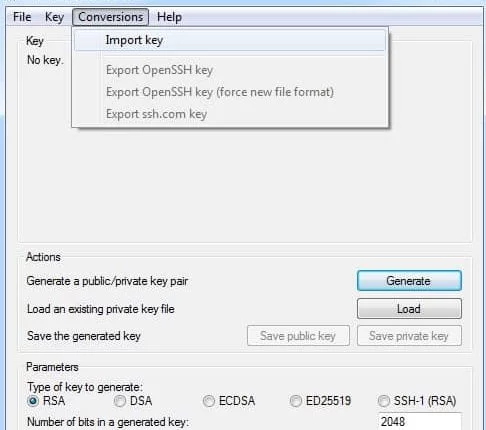 File Key Conversions Help
Import key
Key
No key.
Export OpenSSH key
Export OpenSSH key (force new file format)
Export ssh.com key
Actions
Generate a public/private key pair Generate
Load an existing private key file Load
Save the generated key Save public key Save private key
Parameters
Type of key to generate:
RSA DSA ECDSA ED25519 SSH-1 (RSA)
Number of bits in a generated key: 2048